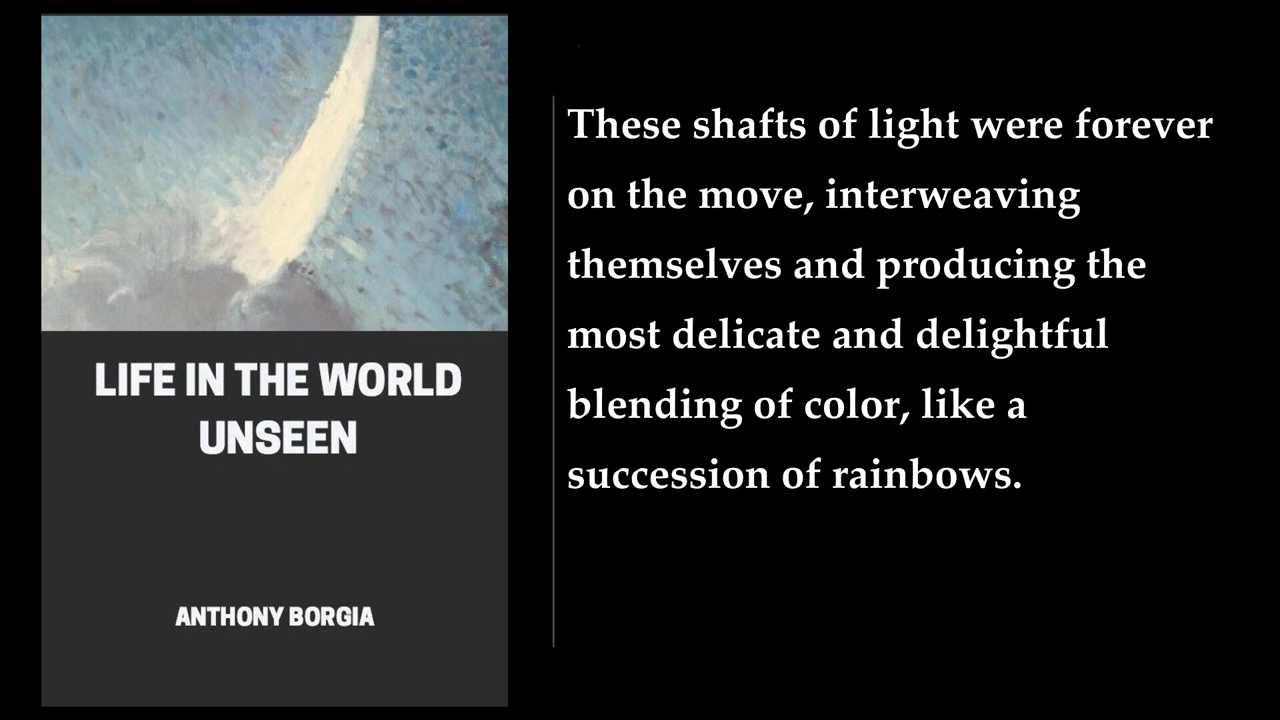 LIFE IN THE WORLD
UNSEEN
ANTHONY BORGIA
These shafts of light were forever
on the move, interweaving
themselves and producing the
most delicate and delightful
blending of color, like a
succession of rainbows.